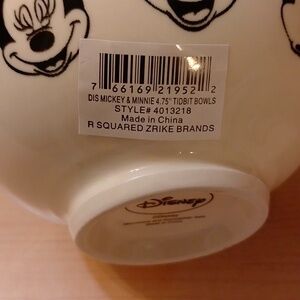 7 66169 21952 2
DIS MICKEY & MINNIE 4.75" TIDBIT BOWLS
STYLE# 4013218
Made in China
R SQUARED ZRIKE BRANDS
Disney